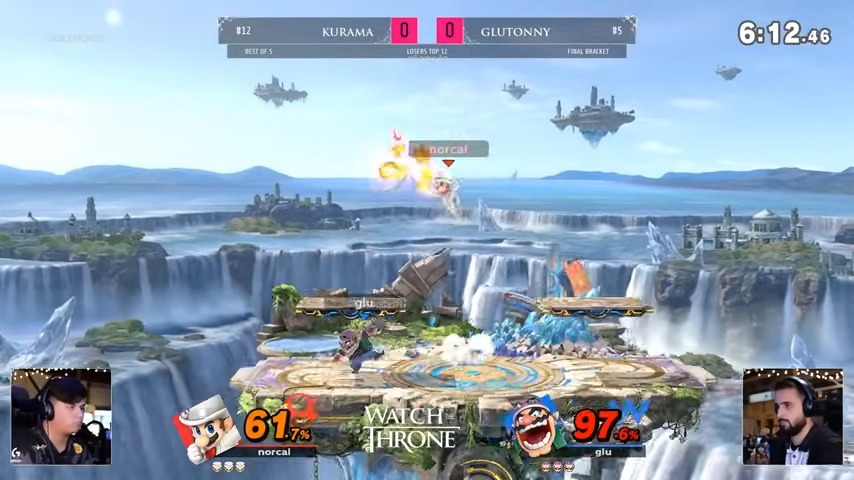 #12 KURAMA 0 0 GLUTONNY #5
BEST OF 5 LOSERS TOP 12 FINAL BRACKET
6:12.46
norcal
glu
61.7%
WATCH
THRONE
97.6%
norcal
glu